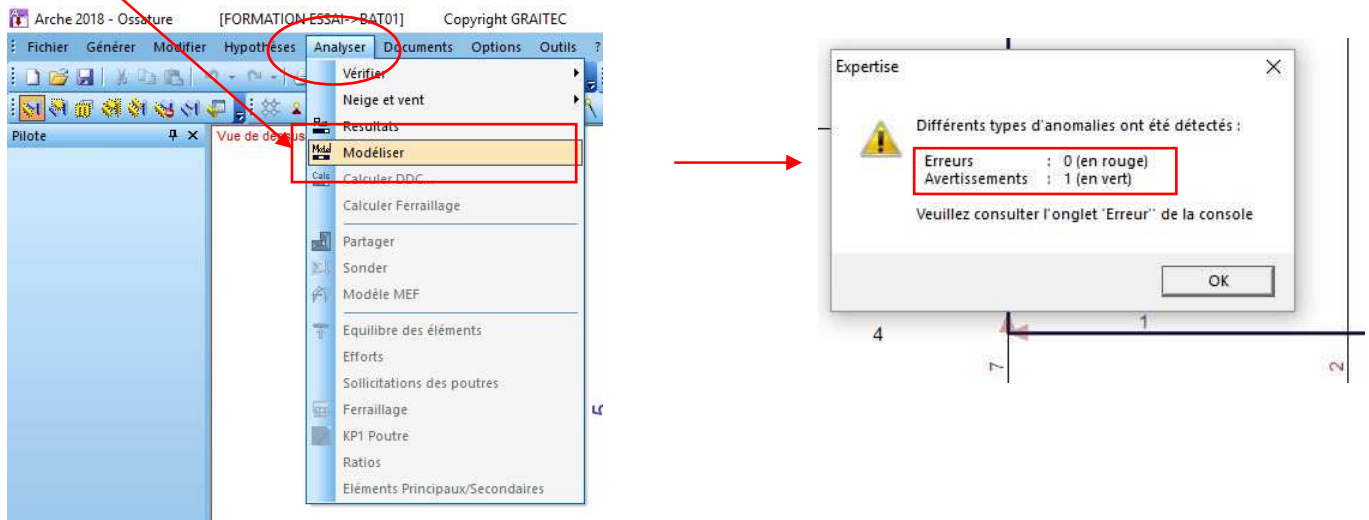 Arche 2018 - Ossature [FORMATION ESSAI->BAT01] Copyright GRAITEC
Fichier Générer Modifier Hypothèses Analyser Documents Options Outils ?
Pilote
Vue de dessus
Vérifier
Neige et vent
Résultats
Modéliser
Calculer DDC...
Calculer Ferraillage
Partager
Sonder
Modèle MEF
Equilibre des éléments
Efforts
Sollicitations des poutres
Ferraillage
KP1 Poutre
Ratios
Eléments Principaux/Secondaires
5
Expertise
Différents types d'anomalies ont été détectés :
Erreurs : 0 (en rouge)
Avertissements : 1 (en vert)
Veuillez consulter l'onglet 'Erreur'' de la console
OK
4
1
7
2